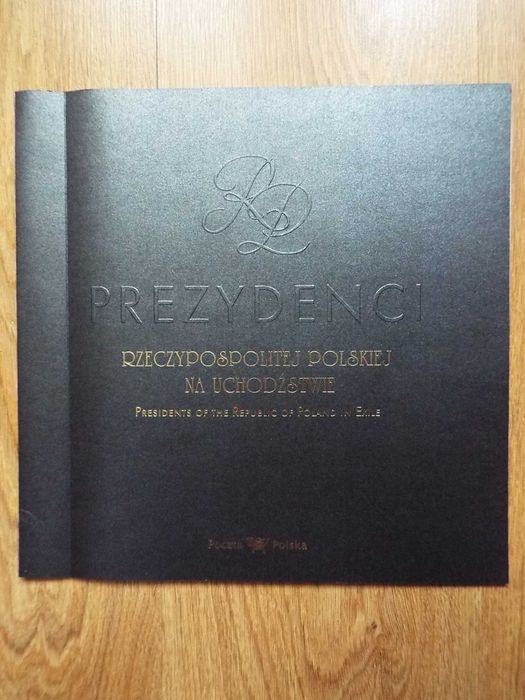 RP
PREZYDENCI
RZECZYPOSPOLITEJ POLSKIEJ
NA UCHODŹSTWIE
PRESIDENTS OF THE REPUBLIC OF POLAND IN EXILE
Poczta Polska